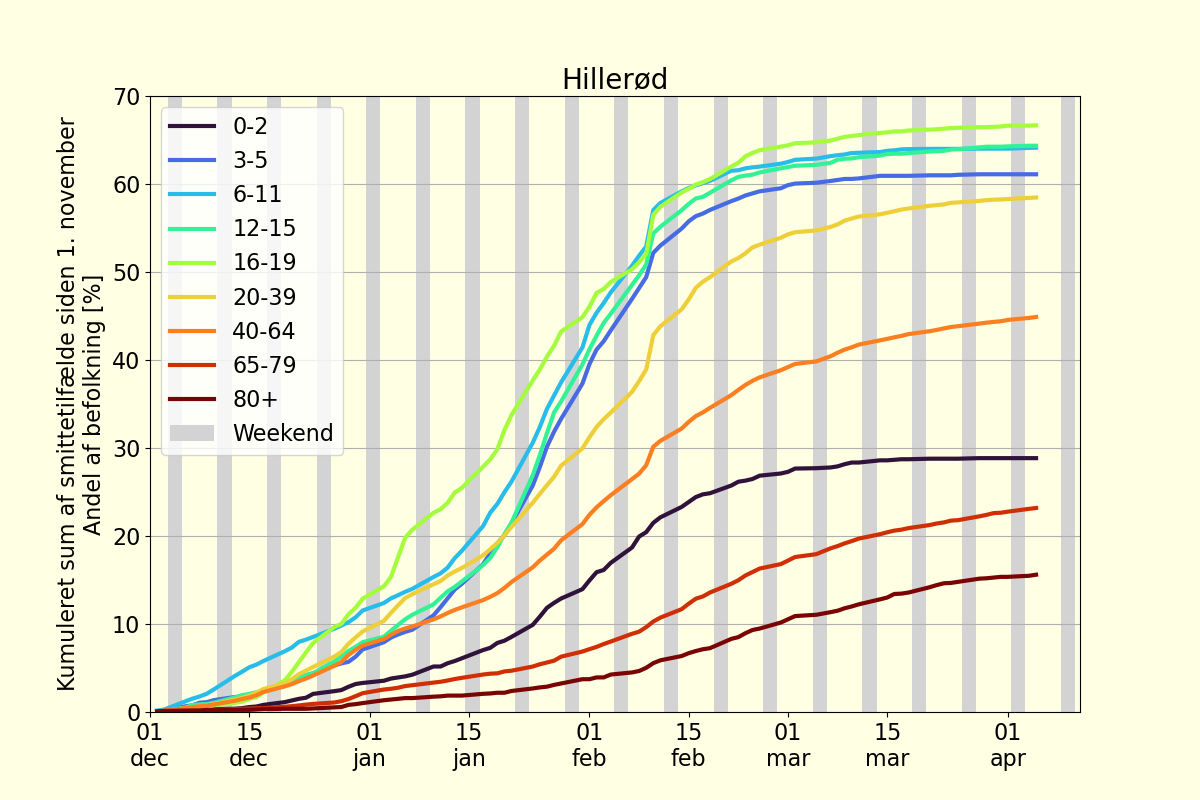 Hillerød
Kumuleret sum af smittetilfælde siden 1. november
Andel af befolkning [%]
70
60
50
40
30
20
10
0
0-2
3-5
6-11
12-15
16-19
20-39
40-64
65-79
80+
Weekend
01 15 01 15 01 15 01 15 01
dec dec jan jan feb feb mar mar apr